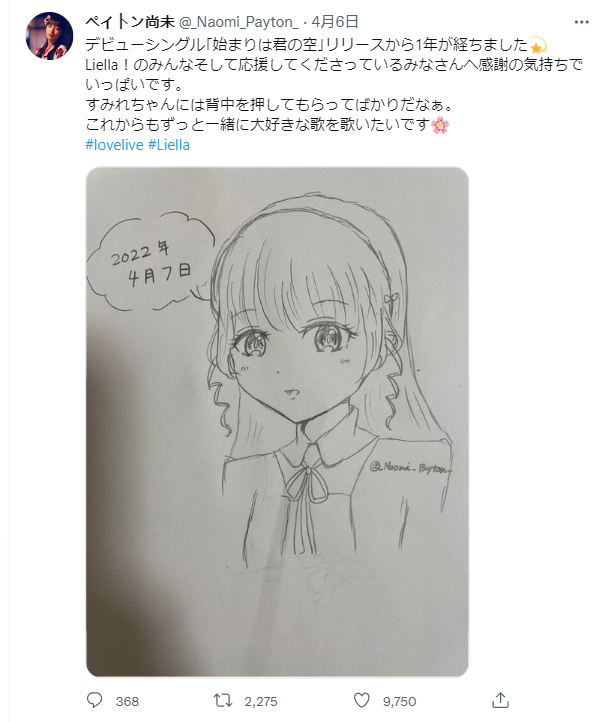 ペイトン尚未 @_Naomi_Payton_ · 4月6日
デビューシングル｢始まりは君の空｣リリースから1年が経ちました💫
Liella！のみんなそして応援してくださっているみなさんへ感謝の気持ちで
いっぱいです。
すみれちゃんには背中を押してもらってばかりだなぁ。
これからもずっと一緒に大好きな歌を歌いたいです🌸
#lovelive #Liella
2022年
4月7日
@_Naomi_Payton_
368 2,275 9,750